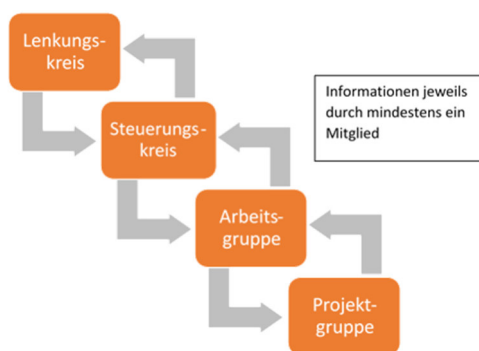 Lenkungs-
kreis
Informationen jeweils
durch mindestens ein
Mitglied
Steuerungs-
kreis
Arbeits-
gruppe
Projekt-
gruppe